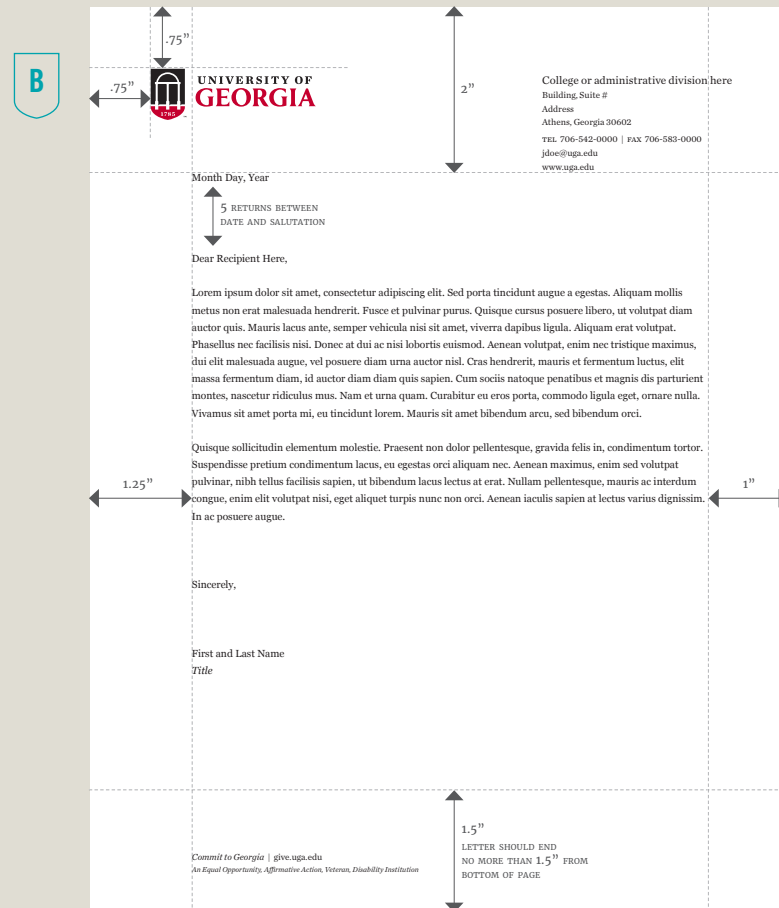 .75”
B
.75”
UNIVERSITY OF
GEORGIA
1785
2”
College or administrative division here
Building, Suite #
Address
Athens, Georgia 30602
TEL 706-542-0000 | FAX 706-583-0000
jdoe@uga.edu
www.uga.edu
Month Day, Year
5 RETURNS BETWEEN
DATE AND SALUTATION
Dear Recipient Here,
Lorem ipsum dolor sit amet, consectetur adipiscing elit. Sed porta tincidunt augue a egestas. Aliquam mollis
metus non erat malesuada hendrerit. Fusce et pulvinar purus. Quisque cursus posuere libero, ut volutpat diam
auctor quis. Mauris lacus ante, semper vehicula nisi sit amet, viverra dapibus ligula. Aliquam erat volutpat.
Phasellus nec facilisis nisi. Donec at dui ac nisi lobortis euismod. Aenean volutpat, enim nec tristique maximus,
dui elit malesuada augue, vel posuere diam urna auctor nisl. Cras hendrerit, mauris et fermentum luctus, elit
massa fermentum diam, id auctor diam diam quis sapien. Cum sociis natoque penatibus et magnis dis parturient
montes, nascetur ridiculus mus. Nam et urna quam. Curabitur eu eros porta, commodo ligula eget, ornare nulla.
Vivamus sit amet porta mi, eu tincidunt lorem. Mauris sit amet bibendum arcu, sed bibendum orci.
Quisque sollicitudin elementum molestie. Praesent non dolor pellentesque, gravida felis in, condimentum tortor.
Suspendisse pretium condimentum lacus, eu egestas orci aliquam nec. Aenean maximus, enim sed volutpat
pulvinar, nibh tellus facilisis sapien, ut bibendum lacus lectus at erat. Nullam pellentesque, mauris ac interdum
congue, enim elit volutpat nisi, eget aliquet turpis nunc non orci. Aenean iaculis sapien at lectus varius dignissim.
In ac posuere augue.
1.25”
1”
Sincerely,
First and Last Name
Title
1.5”
LETTER SHOULD END
NO MORE THAN 1.5” FROM
BOTTOM OF PAGE
Commit to Georgia | give.uga.edu
An Equal Opportunity, Affirmative Action, Veteran, Disability Institution